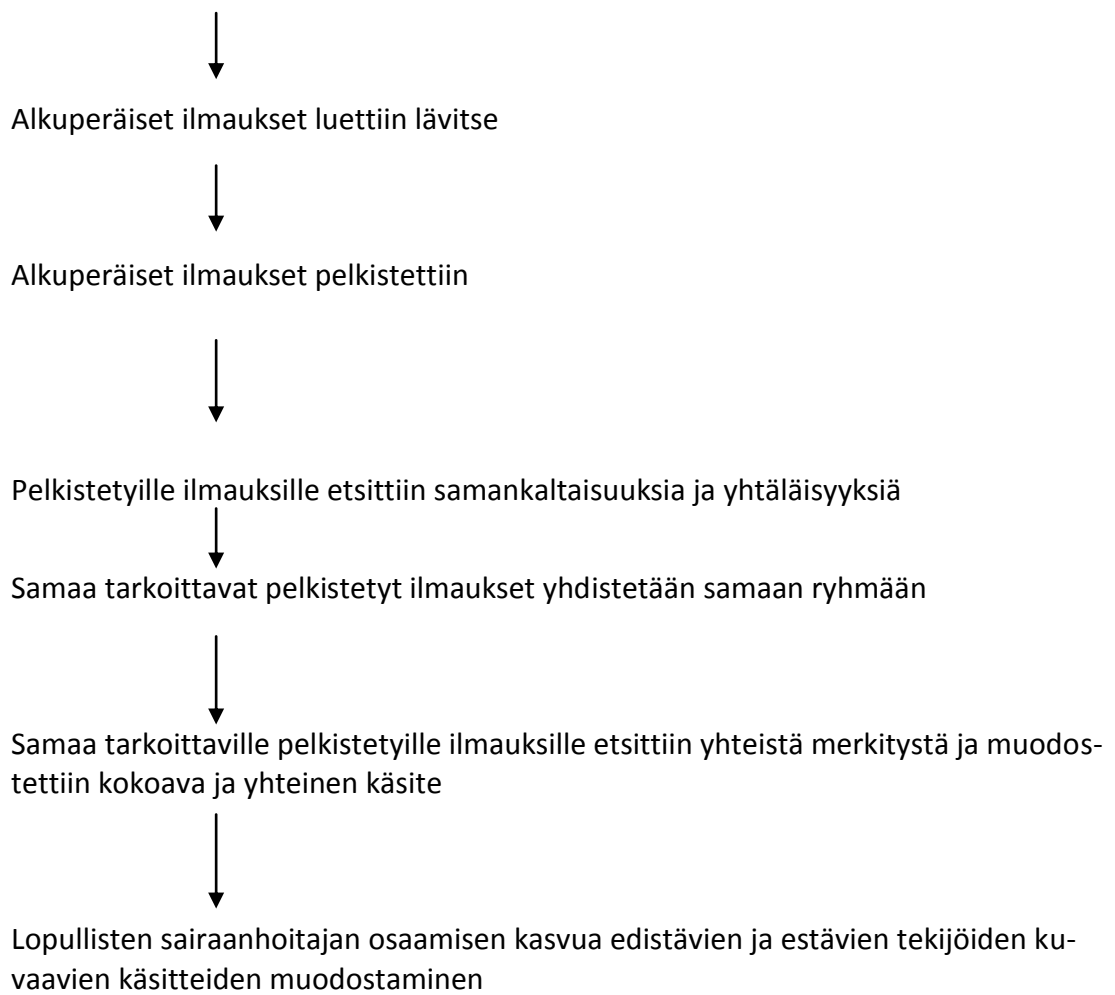 Alkuperäiset ilmaukset luettiin lävitse
Alkuperäiset ilmaukset pelkistettiin
Pelkistetyille ilmauksille etsittiin samankaltaisuuksia ja yhtäläisyyksiä
Samaa tarkoittavat pelkistetyt ilmaukset yhdistetään samaan ryhmään
Samaa tarkoittaville pelkistetyille ilmauksille etsittiin yhteistä merkitystä ja muodos-
tettiin kokoava ja yhteinen käsite
Lopullisten sairaanhoitajan osaamisen kasvua edistävien ja estävien tekijöiden ku-
vaavien käsitteiden muodostaminen